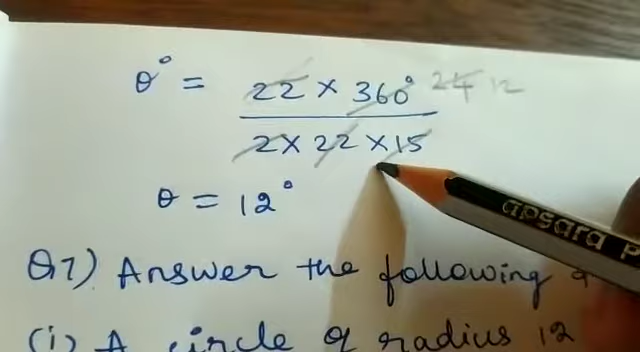 θ° = 22 × 360° 24 12
2 × 22 × 15
θ = 12°
Q7) Answer the following
(i) A circle of radius 12
apsara P